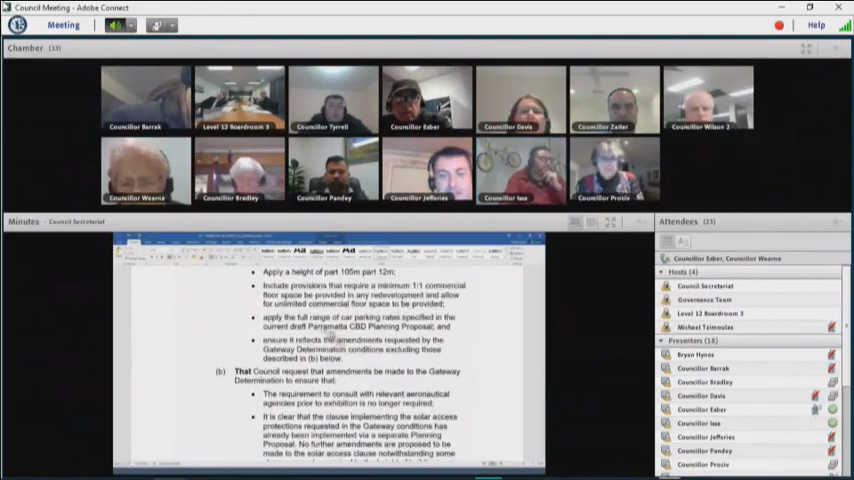 Council Meeting - Adobe Connect
Meeting
Help
Chamber (13)
Councillor Barrak
Level 12 Boardroom 3
Councillor Tyrrell
Councillor Esber
Councillor Davis
Councillor Zaiter
Councillor Wilson 2
Councillor Wearne
Councillor Bradley
Councillor Pandey
Councillor Jefferies
Councillor Issa
Councillor Prociv
Minutes - Council Secretariat
Attendees (23)
• Apply a height of part 105m part 12m;
• Include provisions that require a minimum 1:1 commercial
floor space be provided in any redevelopment and allow
for unlimited commercial floor space to be provided;
• apply the full range of car parking rates specified in the
current draft Parramatta CBD Planning Proposal; and
• ensure it reflects the amendments requested by the
Gateway Determination conditions excluding those
described in (b) below.
(b) That Council request that amendments be made to the Gateway
Determination to ensure that:
• The requirement to consult with relevant aeronautical
agencies prior to exhibition is no longer required;
• It is clear that the clause implementing the solar access
protections requested in the Gateway conditions has
already been implemented via a separate Planning
Proposal. No further amendments are proposed to be
made to the solar access clause notwithstanding some
Councillor Esber, Councillor Wearne
Hosts (4)
Council Secretariat
Governance Team
Level 12 Boardroom 3
Michael Tzimoulas
Presenters (18)
Bryan Hynes
Councillor Barrak
Councillor Bradley
Councillor Davis
Councillor Esber
Councillor Issa
Councillor Jefferies
Councillor Pandey
Councillor Prociv